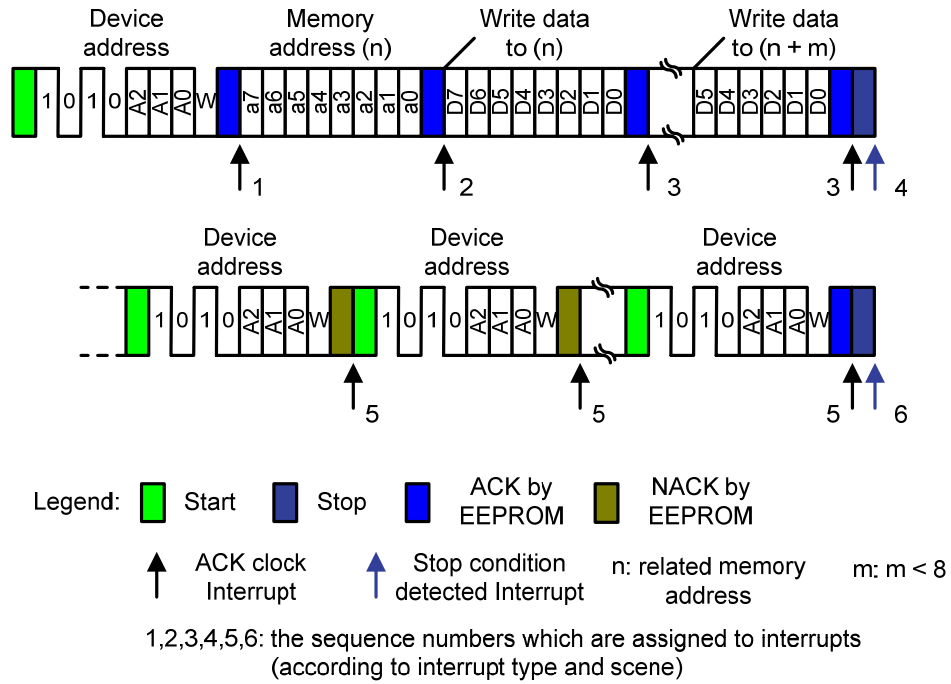 Device address
Memory address (n)
Write data to (n)
Write data to (n + m)
1 0 1 0 A2 A1 A0 W a7 a6 a5 a4 a3 a2 a1 a0 D7 D6 D5 D4 D3 D2 D1 D0 D5 D4 D3 D2 D1 D0
1 2 3 3 4
Device address
Device address
Device address
1 0 1 0 A2 A1 A0 W 1 0 1 0 A2 A1 A0 W 1 0 1 0 A2 A1 A0 W
5 5 5 6
Legend: Start Stop ACK by EEPROM NACK by EEPROM
ACK clock Interrupt
Stop condition detected Interrupt
n: related memory address
m: m < 8
1,2,3,4,5,6: the sequence numbers which are assigned to interrupts
(according to interrupt type and scene)